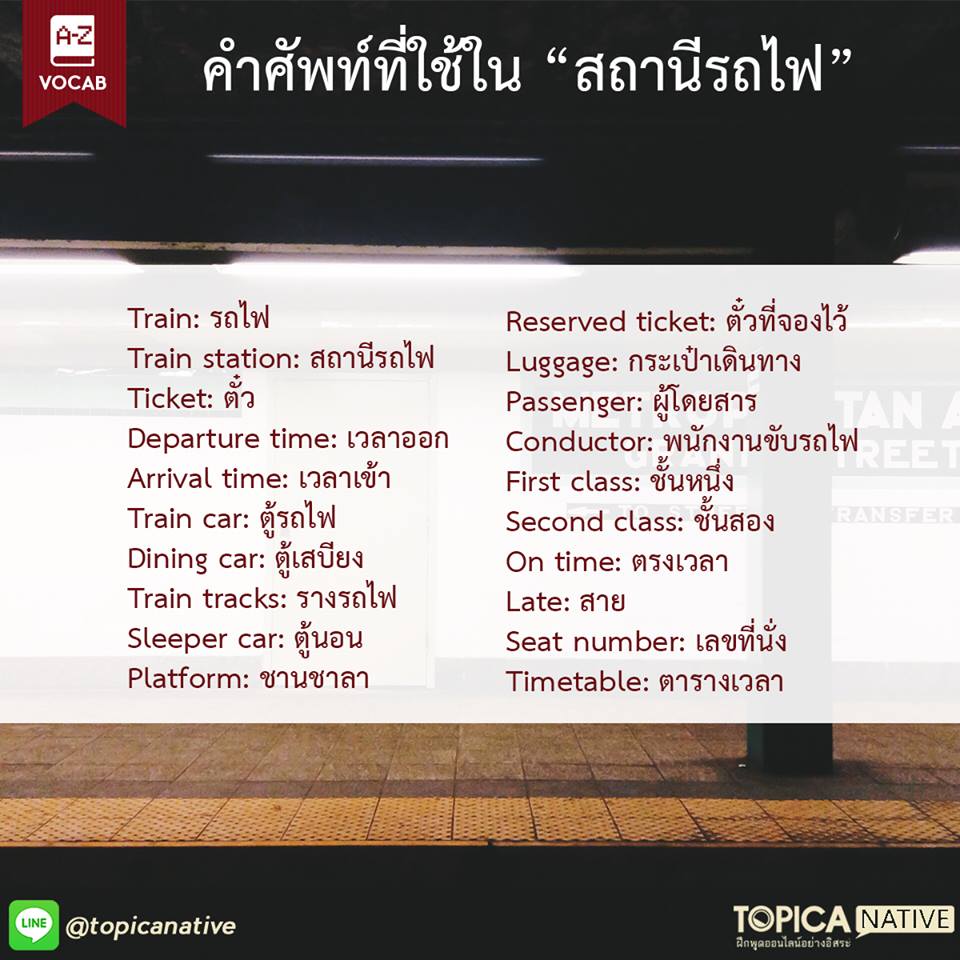 A-Z
VOCAB
คำศัพท์ที่ใช้ใน “สถานีรถไฟ”
Train: รถไฟ
Train station: สถานีรถไฟ
Ticket: ตั๋ว
Departure time: เวลาออก
Arrival time: เวลาเข้า
Train car: ตู้รถไฟ
Dining car: ตู้เสบียง
Train tracks: รางรถไฟ
Sleeper car: ตู้นอน
Platform: ชานชาลา
Reserved ticket: ตั๋วที่จองไว้
Luggage: กระเป๋าเดินทาง
Passenger: ผู้โดยสาร
Conductor: พนักงานขับรถไฟ
First class: ชั้นหนึ่ง
Second class: ชั้นสอง
On time: ตรงเวลา
Late: สาย
Seat number: เลขที่นั่ง
Timetable: ตารางเวลา
METROP TAN A
GRAND TREET
TRANSFER
LINE @topicanative
TOPICA NATIVE
ฝึกพูดออนไลน์อย่างอิสระ